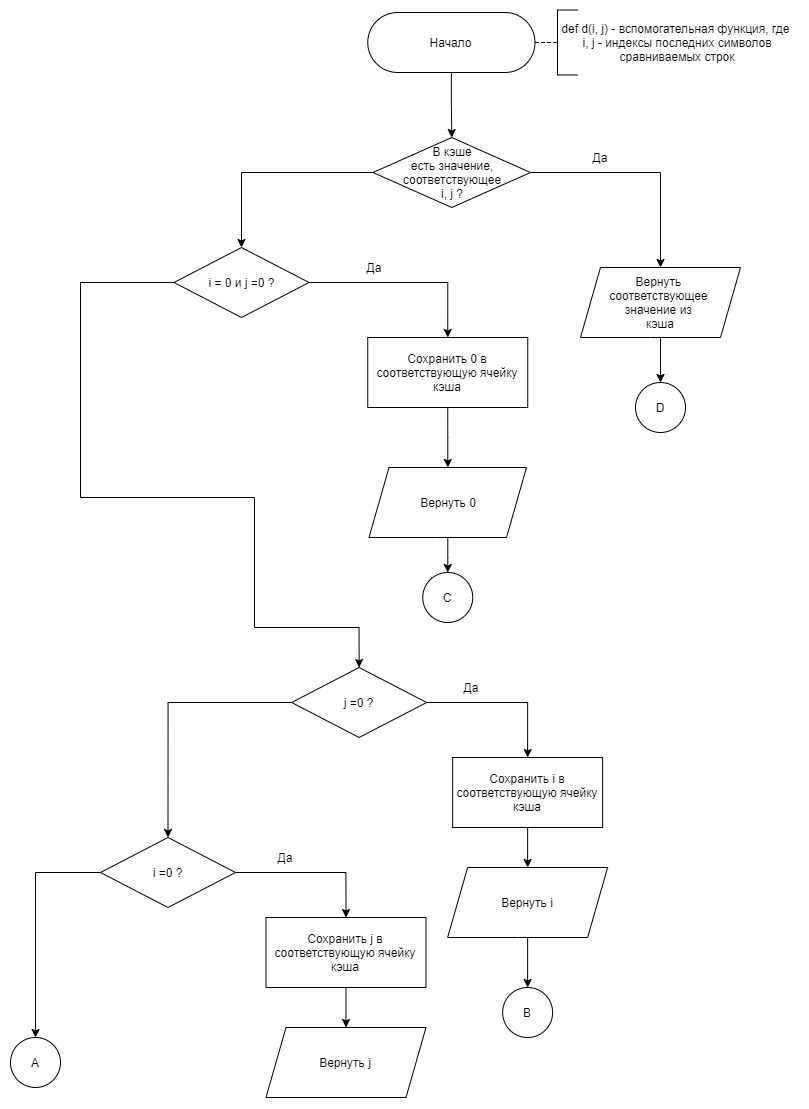 Начало
def d(i, j) - вспомогательная функция, где
i, j - индексы последних символов
сравниваемых строк
В кэше
есть значение,
соответствующее
i, j ?
Да
i = 0 и j =0 ?
Да
Вернуть
соответствующее
значение из
кэша
Сохранить 0 в
соответствующую ячейку
кэша
D
Вернуть 0
C
j =0 ?
Да
Сохранить i в
соответствующую ячейку
кэша
i =0 ?
Да
Вернуть i
Сохранить j в
соответствующую ячейку
кэша
B
A
Вернуть j